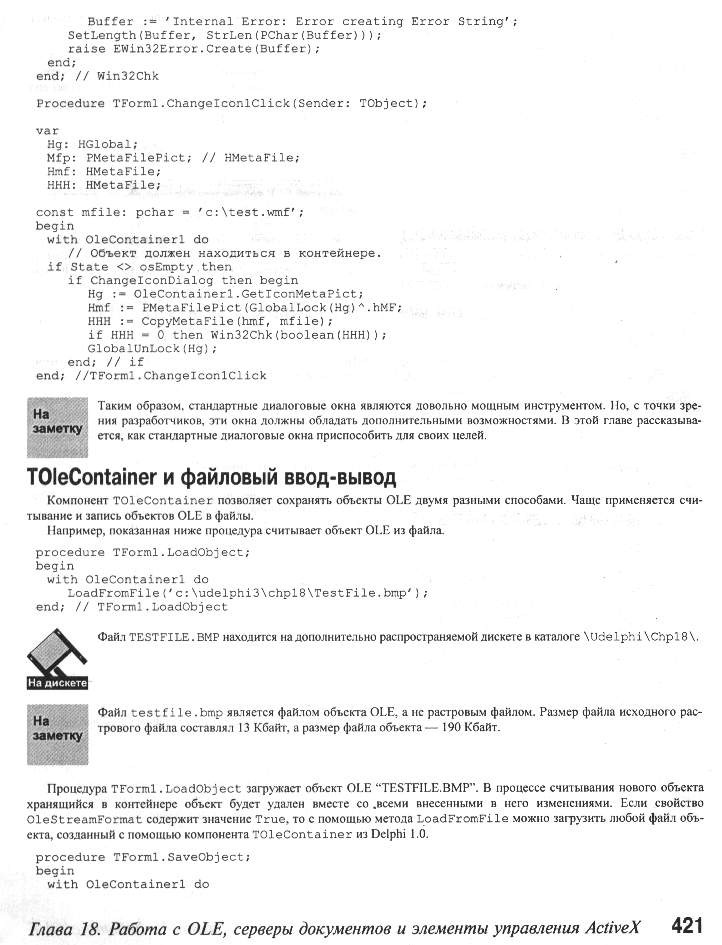 Buffer := 'Internal Error: Error creating Error String';
SetLength(Buffer, StrLen(PChar(Buffer)));
raise EWin32Error.Create(Buffer);
end;
end; // Win32Chk
Procedure TForm1.ChangeIcon1Click(Sender: TObject);
var
Hg: HGlobal;
Mfp: PMetaFilePict; // HMetaFile;
Hmf: HMetaFile;
HHH: HMetaFile;
const mfile: pchar = 'c:\test.wmf';
begin
with OleContainer1 do
// Объект должен находиться в контейнере.
if State <> osEmpty then
if ChangeIconDialog then begin
Hg := OleContainer1.GetIconMetaPict;
Hmf := PMetaFilePict(GlobalLock(Hg)^.hMF;
HHH := CopyMetaFile(hmf, mfile);
if HHH = 0 then Win32Chk(boolean(HHH));
GlobalUnLock(Hg);
end; // if
end; //TForm1.ChangeIcon1Click
На заметку
Таким образом, стандартные диалоговые окна являются довольно мощным инструментом. Но, с точки зре-
ния разработчиков, эти окна должны обладать дополнительными возможностями. В этой главе рассказыва-
ется, как стандартные диалоговые окна приспособить для своих целей.
TOleContainer и файловый ввод-вывод
Компонент TOleContainer позволяет сохранять объекты OLE двумя разными способами. Чаще применяется счи-
тывание и запись объектов OLE в файлы.
Например, показанная ниже процедура считывает объект OLE из файла.
procedure TForm1.LoadObject;
begin
with OleContainer1 do
LoadFromFile('c:\udelphi3\chp18\TestFile.bmp');
end; // TForm1.LoadObject
На дискете
Файл TESTFILE.BMP находится на дополнительно распространяемой дискете в каталоге \Udelphi\Chp18\.
На заметку
Файл testfile.bmp является файлом объекта OLE, а не растровым файлом. Размер файла исходного рас-
трового файла составлял 13 Кбайт, а размер файла объекта — 190 Кбайт.
Процедура TForm1.LoadObject загружает объект OLE “TESTFILE.BMP”. В процессе считывания нового объекта
хранящийся в контейнере объект будет удален вместе со всеми внесенными в него изменениями. Если свойство
OleStreamFormat содержит значение True, то с помощью метода LoadFromFile можно загрузить любой файл объ-
екта, созданный с помощью компонента TOleContainer из Delphi 1.0.
procedure TForm1.SaveObject;
begin
with OleContainer1 do
Глава 18. Работа с OLE, серверы документов и элементы управления ActiveX 421